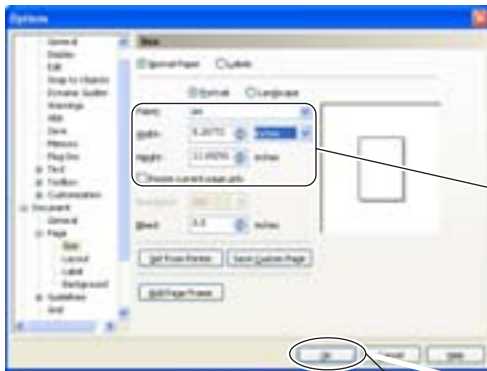 Options
General
Display
Edit
Snap to Objects
Dynamic Guides
Warnings
VBA
Save
Memory
Plug-Ins
Text
Toolbox
Customization
Document
General
Page
Size
Layout
Label
Background
Guidelines
Grid
Size
Normal Paper Labels
Portrait Landscape
Paper: A4
Width: inches
Height: inches
Resize current page only
Resolution:
Bleed: 0.0 inches
Set From Printer Save Custom Page
Add Page Frame
OK Cancel Help